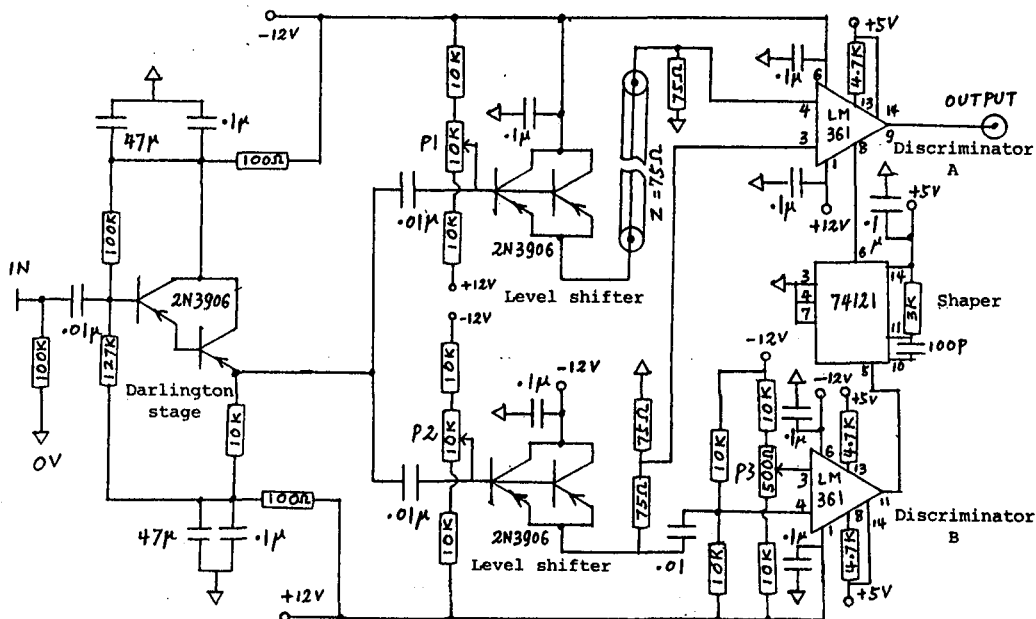 -12V
47µ
.1µ
100Ω
100K
IN
.01µ
2N3906
127K
100K
0V
Darlington
stage
10K
100Ω
47µ
.1µ
+12V
10K
P1
10K
.01µ
10K
+12V
.1µ
2N3906
Level shifter
-12V
10K
P2
10K
.01µ
10K
-12V
.1µ
2N3906
Level shifter
Z = 75Ω
75Ω
75Ω
75Ω
.01
.1µ
6
4.7K
+5V
13
14
4
LM
361
3
9
8
1
OUTPUT
Discriminator
A
.1µ
+12V
.1
µ
+5V
6
14
3
4
7
74121
11
10
5
3K
Shaper
100P
-12V
10K
10K
P3
500Ω
10K
10K
-12V
.1µ
6
+5V
4.7K
13
3
LM
361
4
11
14
8
1
Discriminator
B
.1µ
4.7K
+5V